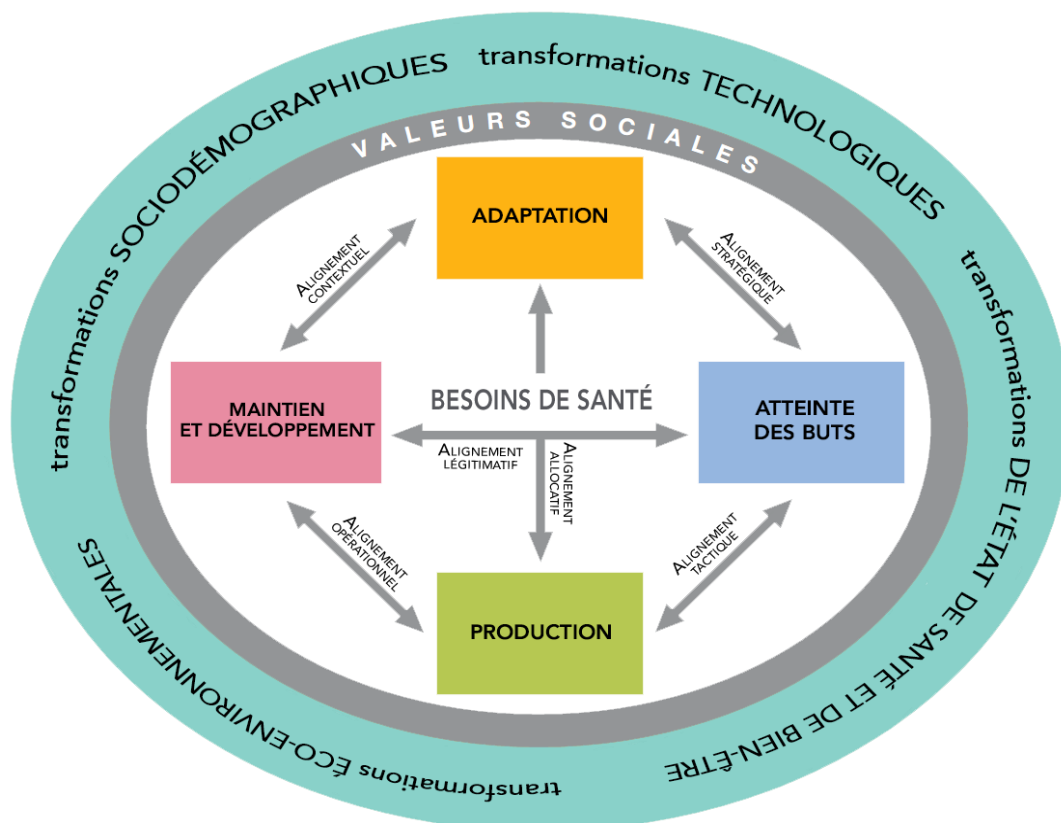 transformations SOCIODÉMOGRAPHIQUES
transformations TECHNOLOGIQUES
VALEURS SOCIALES
ADAPTATION
ALIGNEMENT
CONTEXTUEL
ALIGNEMENT
STRATÉGIQUE
transformations DE L'ÉTAT DE SANTÉ ET DE BIEN-ÊTRE
BESOINS DE SANTÉ
MAINTIEN
ET DÉVELOPPEMENT
ATTEINTE
DES BUTS
ALIGNEMENT
LÉGITIMATIF
ALIGNEMENT
ALLOCATIF
ALIGNEMENT
OPÉRATIONNEL
ALIGNEMENT
TACTIQUE
PRODUCTION
transformations ÉCO-ENVIRONNEMENTALES